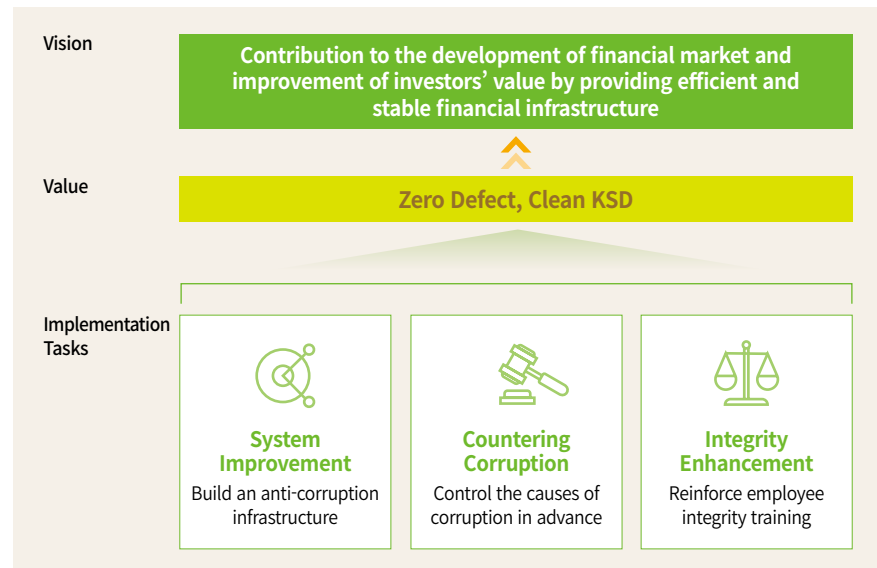 Vision
Contribution to the development of financial market and
improvement of investors’ value by providing efficient and
stable financial infrastructure
Value
Zero Defect, Clean KSD
Implementation
Tasks
System
Improvement
Build an anti-corruption
infrastructure
Countering
Corruption
Control the causes of
corruption in advance
Integrity
Enhancement
Reinforce employee
integrity training